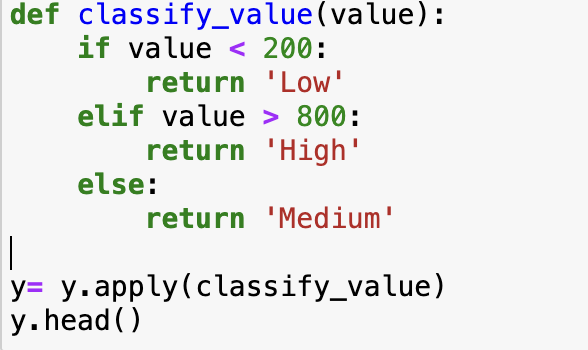 def classify_value(value):
    if value < 200:
        return 'Low'
    elif value > 800:
        return 'High'
    else:
        return 'Medium'

y= y.apply(classify_value)
y.head()